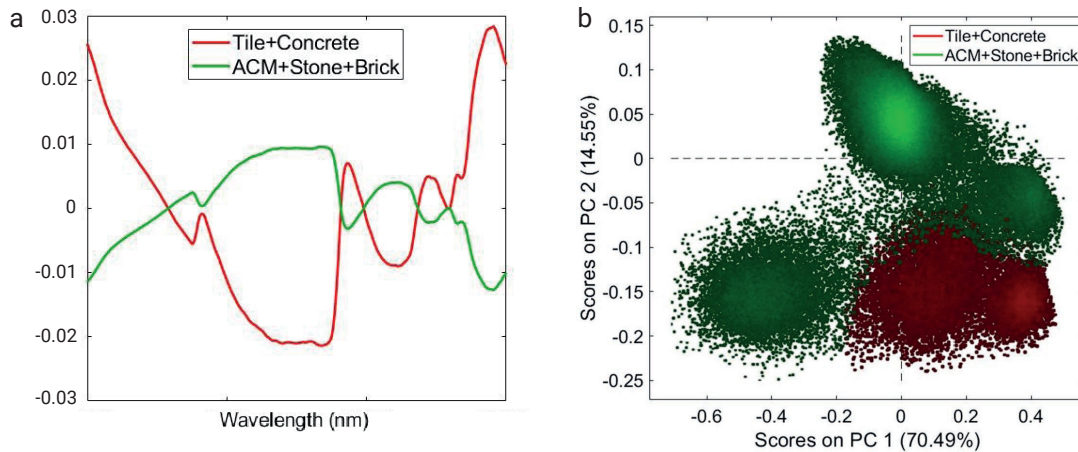 a
0.03
0.02
0.01
0
-0.01
-0.02
-0.03
Tile+Concrete
ACM+Stone+Brick
Wavelength (nm)
b
0.15
0.1
0.05
0
-0.05
-0.1
-0.15
-0.2
-0.25
Scores on PC 2 (14.55%)
Tile+Concrete
ACM+Stone+Brick
-0.6 -0.4 -0.2 0 0.2 0.4
Scores on PC 1 (70.49%)